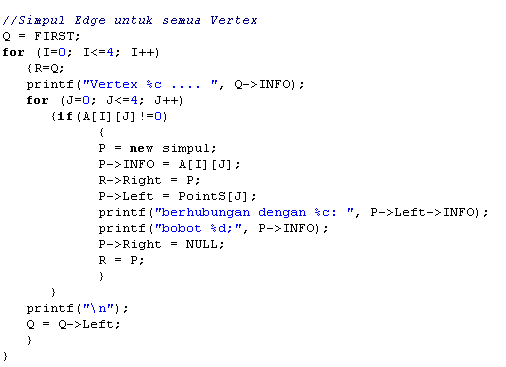 //Simpul Edge untuk semua Vertex
Q = FIRST;
for (I=0; I<=4; I++)
{R=Q;
printf("Vertex %c .... ", Q->INFO);
for (J=0; J<=4; J++)
{if(A[I][J]!=0)
{
P = new simpul;
P->INFO = A[I][J];
R->Right = P;
P->Left = PointS[J];
printf("berhubungan dengan %c: ", P->Left->INFO);
printf("bobot %d;", P->INFO);
P->Right = NULL;
R = P;
}
}
printf("\n");
Q = Q->Left;
}
}